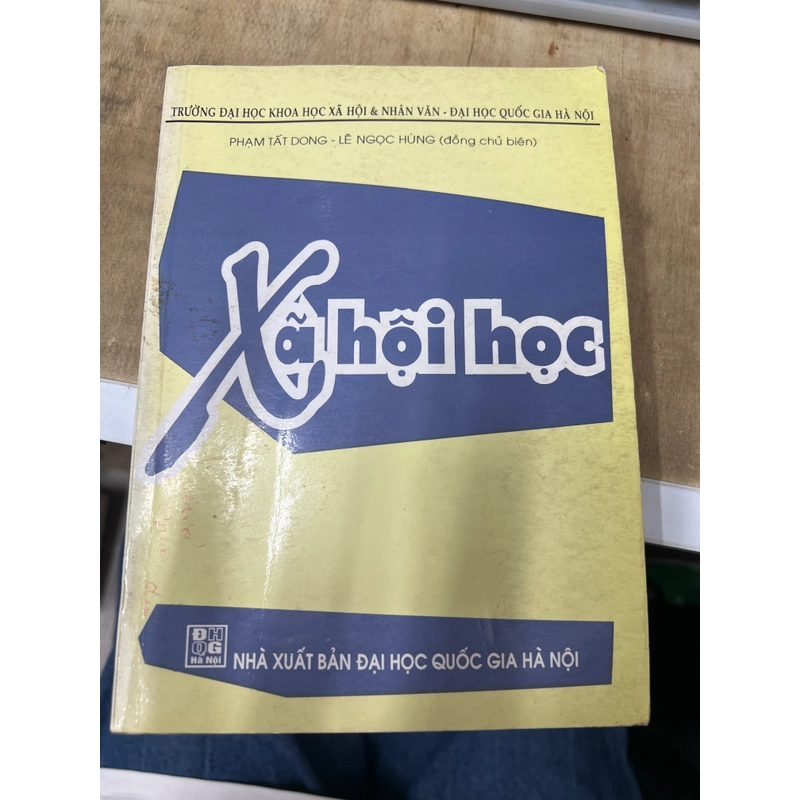 TRƯỜNG ĐẠI HỌC KHOA HỌC XÃ HỘI & NHÂN VĂN - ĐẠI HỌC QUỐC GIA HÀ NỘI
PHẠM TẤT DONG - LÊ NGỌC HÙNG (đồng chủ biên)
Xã hội học
ĐH
QG
Hà Nội
NHÀ XUẤT BẢN ĐẠI HỌC QUỐC GIA HÀ NỘI